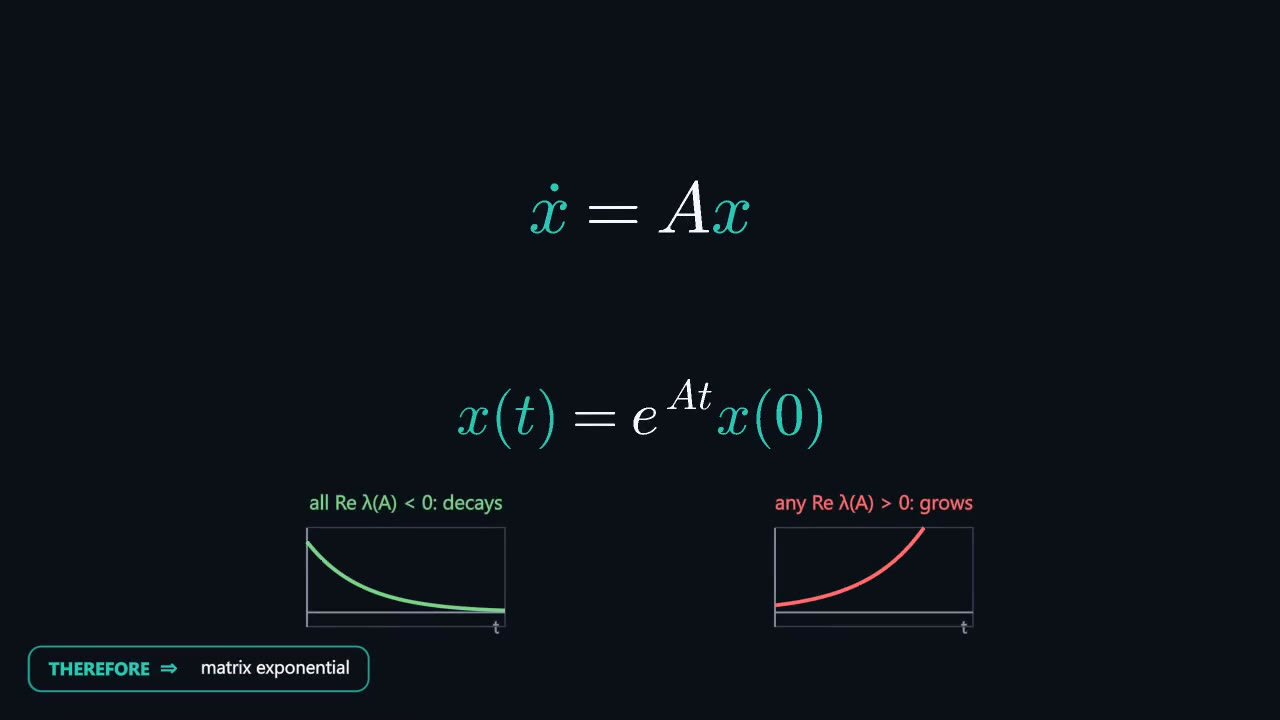 ẋ = Ax
x(t) = e^{At}x(0)
all Re λ(A) < 0: decays
any Re λ(A) > 0: grows
t
t
THEREFORE ⇒ matrix exponential